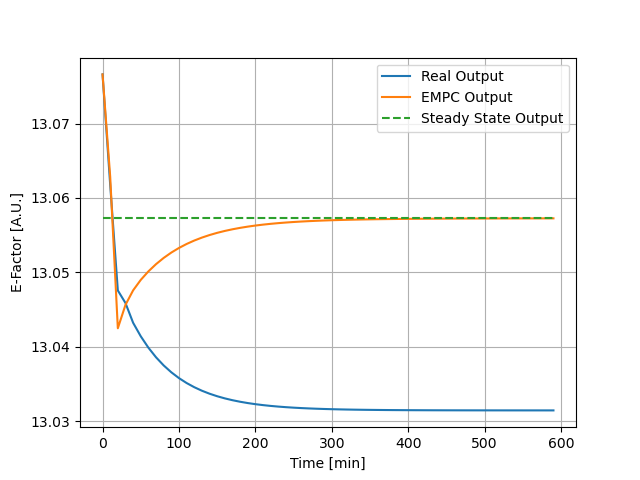 Real Output
EMPC Output
Steady State Output
13.07
13.06
13.05
13.04
13.03
E-Factor [A.U.]
0 100 200 300 400 500 600
Time [min]